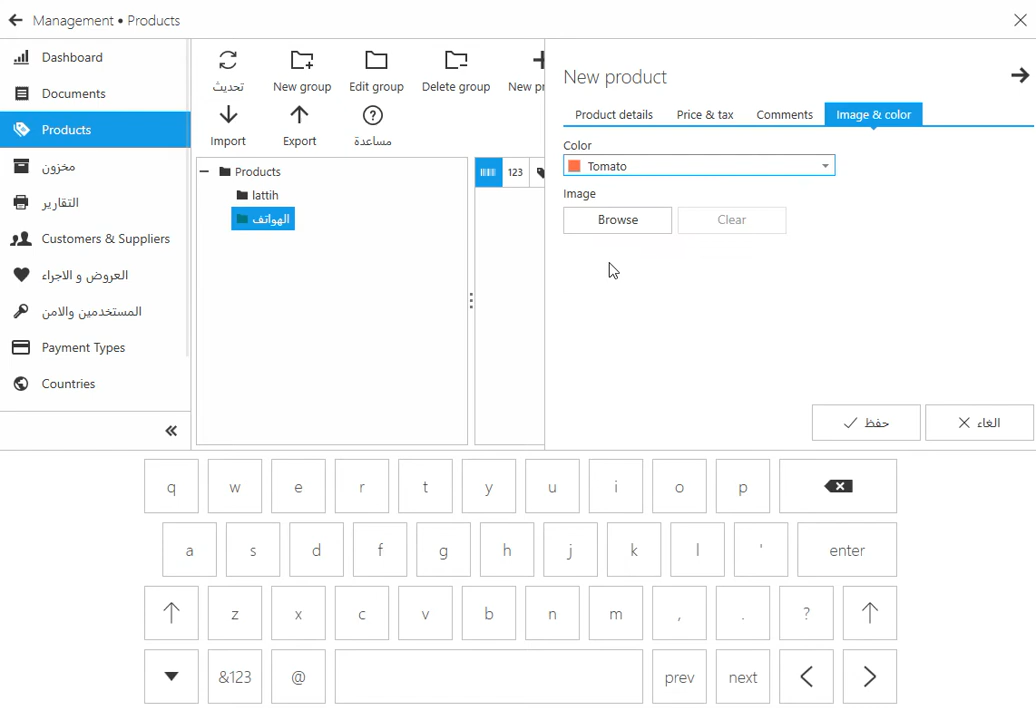 Management • Products
Dashboard
Documents
Products
مخزون
التقارير
Customers & Suppliers
العروض و الاجراء
المستخدمين والامن
Payment Types
Countries
تحديث
New group
Edit group
Delete group
New pr
Import
Export
مساعدة
Products
lattih
الهواتف
123
New product
Product details
Price & tax
Comments
Image & color
Color
Tomato
Image
Browse
Clear
حفظ
الغاء
q w e r t y u i o p
a s d f g h j k l ' enter
z x c v b n m , . ?
&123 @ prev next